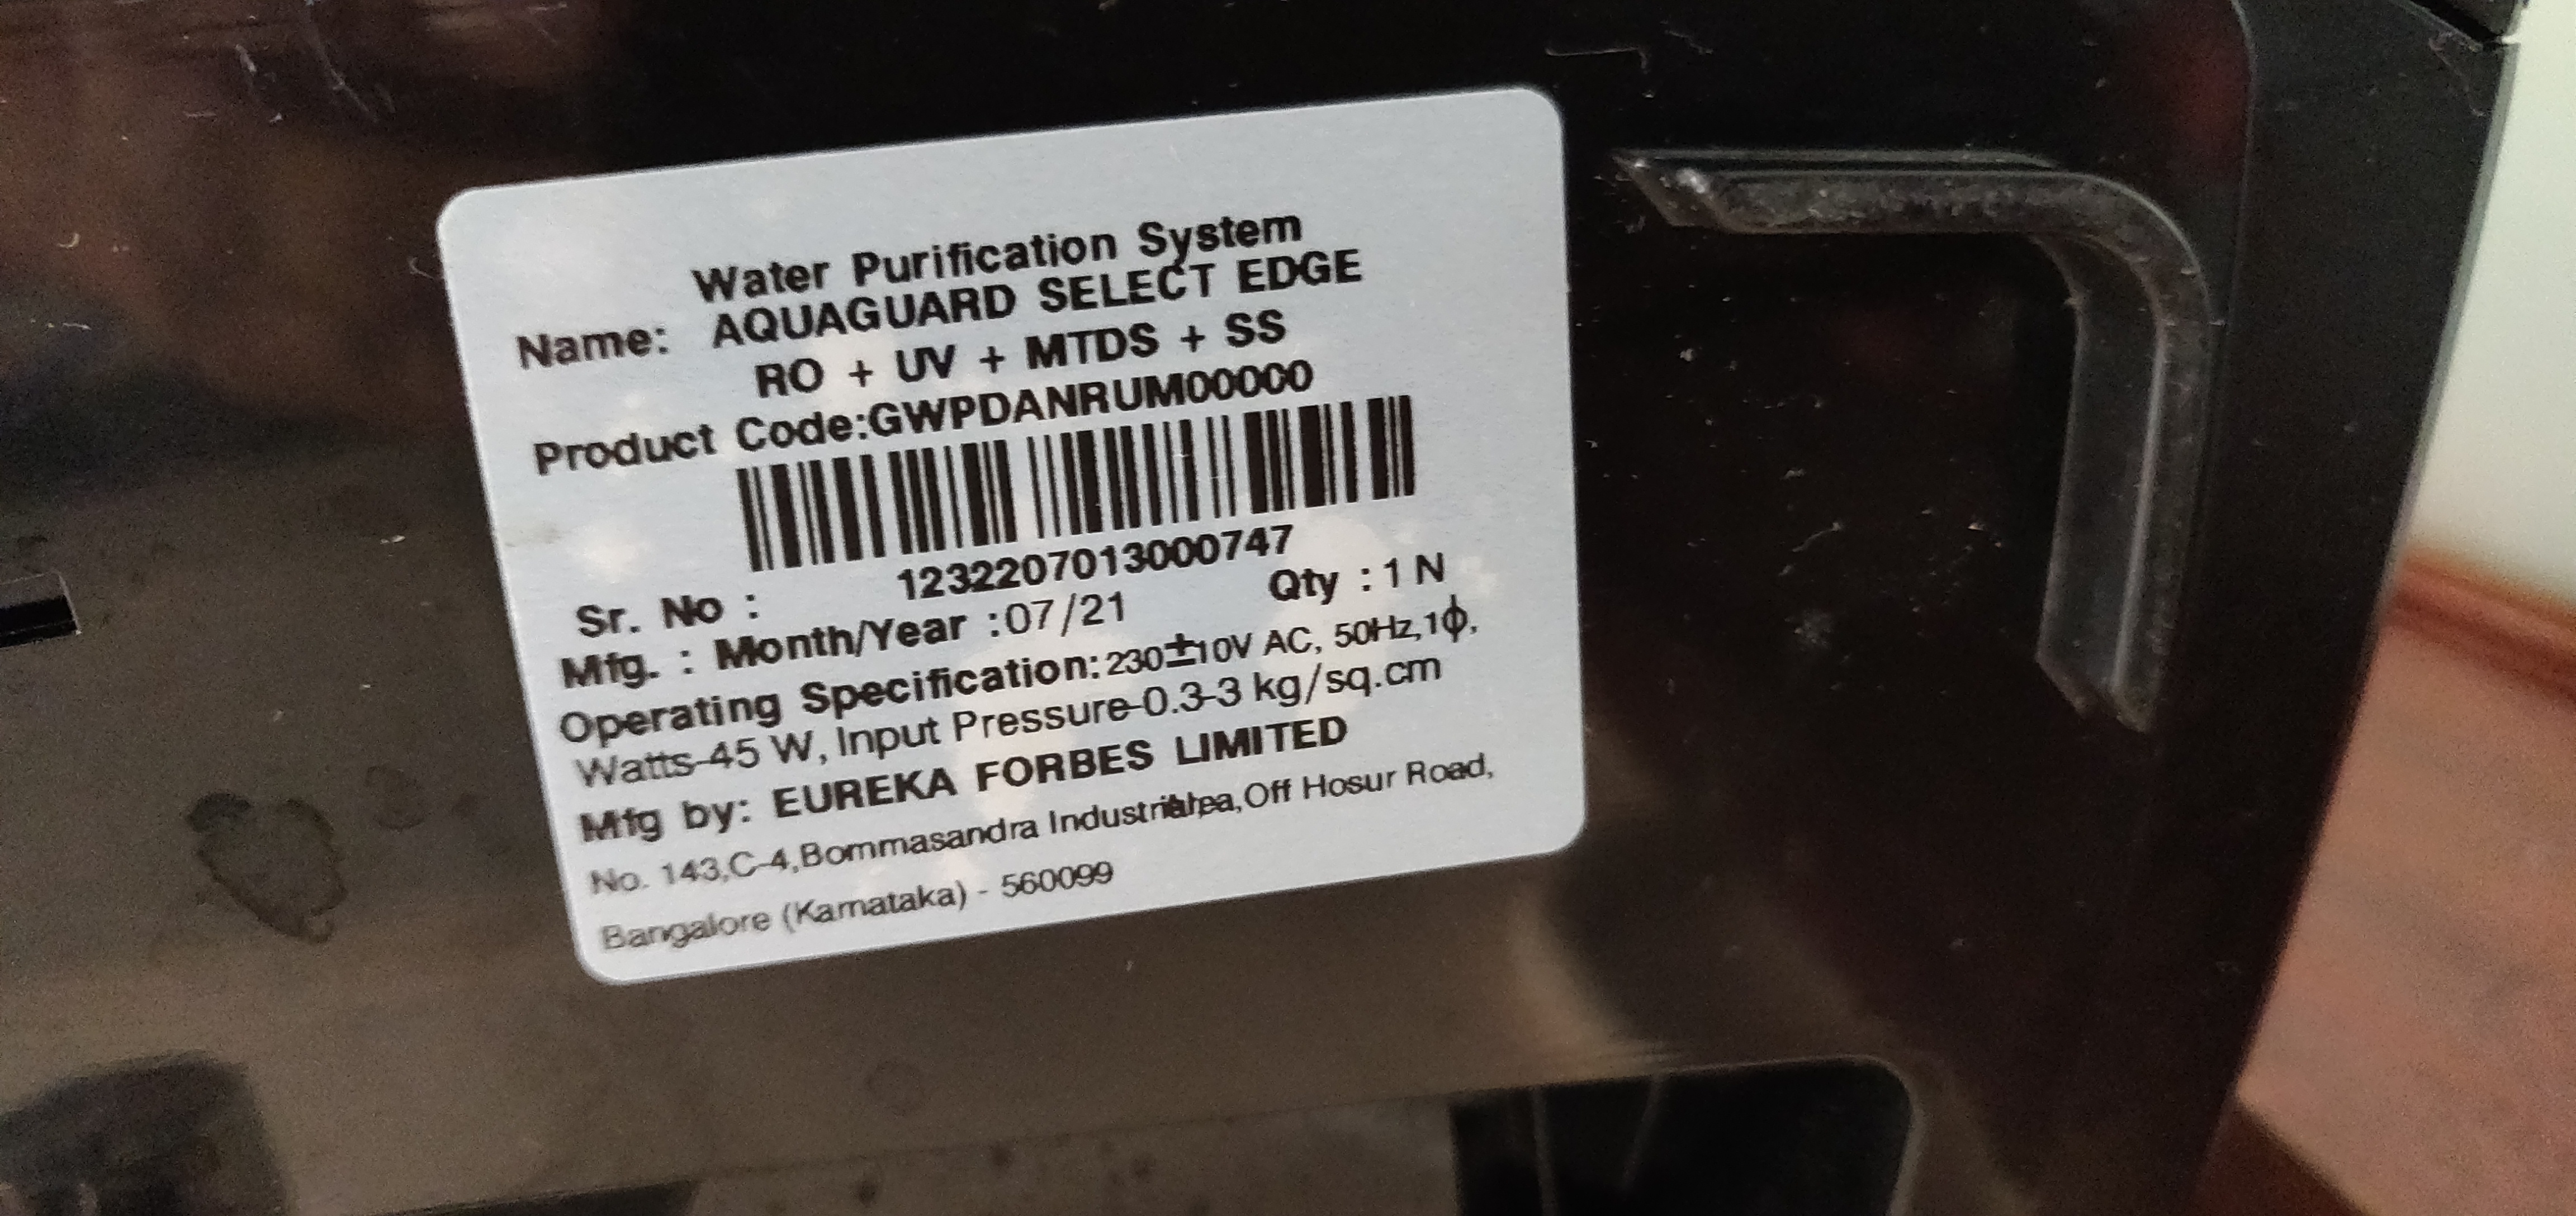 Water Purification System
Name: AQUAGUARD SELECT EDGE
RO + UV + MTDS + SS
Product Code:GWPDANRUM00000
Sr. No : 1232207013000747
Mfg. : Month/Year :07/21 Qty : 1 N
Operating Specification:230±10V AC, 50Hz,1ϕ,
Watts-45 W, Input Pressure-0.3-3 kg/sq.cm
Mfg by: EUREKA FORBES LIMITED
No. 143,C-4,Bommasandra Industrial Area,Off Hosur Road,
Bangalore (Karnataka) - 560099